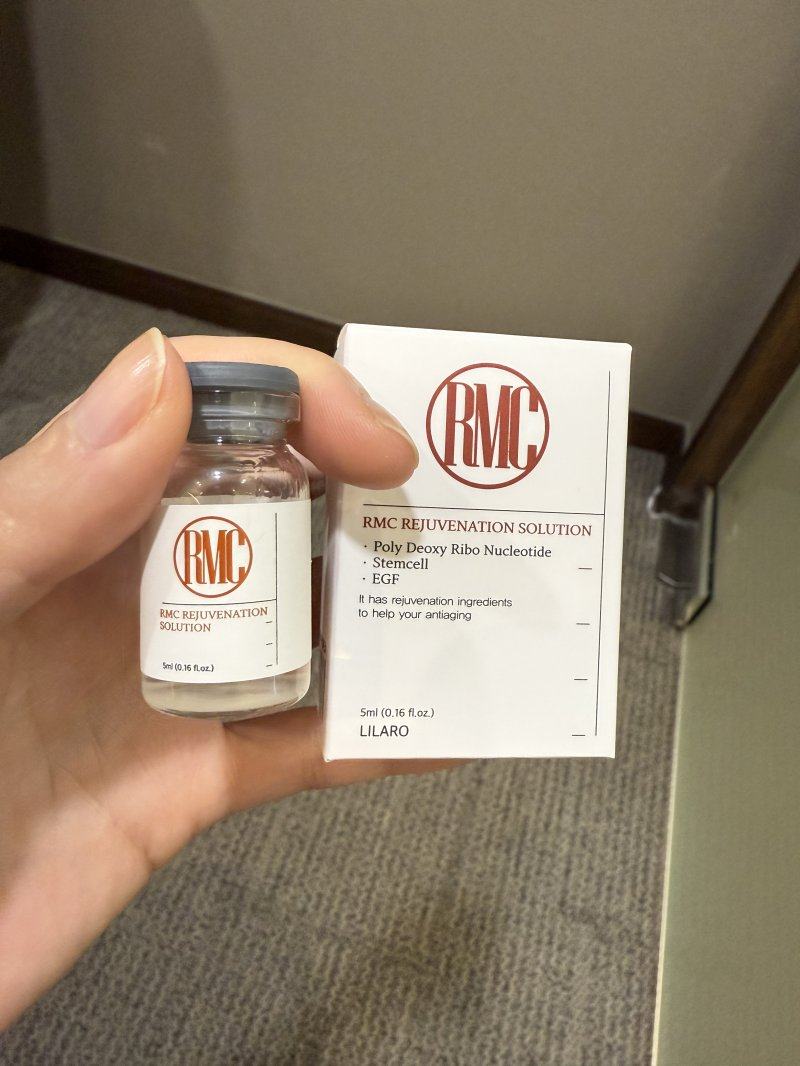 RMC
RMC REJUVENATION
SOLUTION
5ml (0.16 fl.oz.)
RMC
RMC REJUVENATION SOLUTION
· Poly Deoxy Ribo Nucleotide
· Stemcell
· EGF
It has rejuvenation ingredients
to help your antiaging
5ml (0.16 fl.oz.)
LILARO